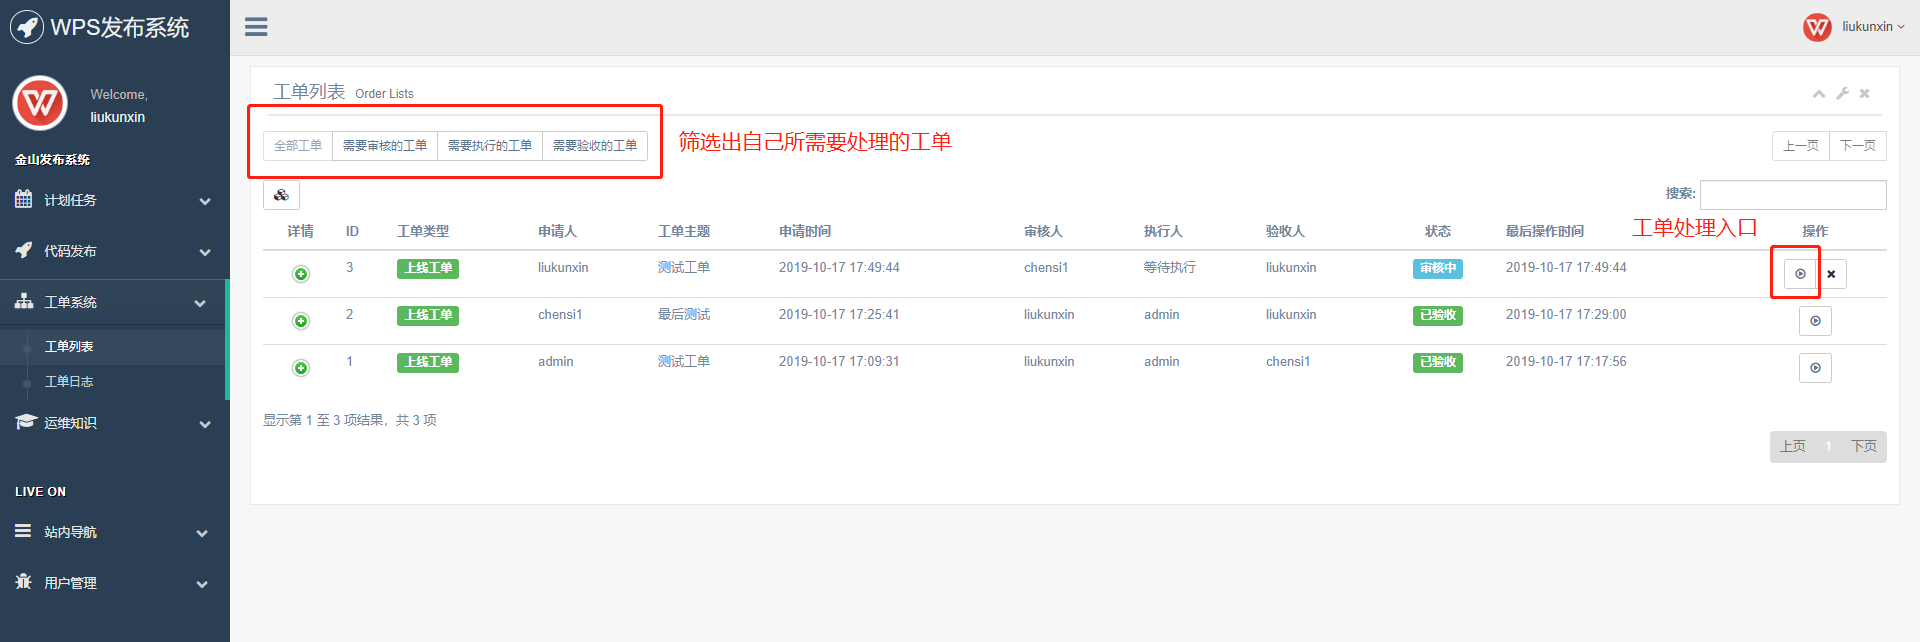 WPS发布系统
liukunxin
Welcome,
liukunxin
金山发布系统
计划任务
代码发布
工单系统
工单列表
工单日志
运维知识
LIVE ON
站内导航
用户管理
工单列表 Order Lists
全部工单 需要审核的工单 需要执行的工单 需要验收的工单
筛选出自己所需要处理的工单
上一页 下一页
搜索:
工单处理入口
详情 ID 工单类型 申请人 工单主题 申请时间 审核人 执行人 验收人 状态 最后操作时间 操作
3 上线工单 liukunxin 测试工单 2019-10-17 17:49:44 chensi1 等待执行 liukunxin 审核中 2019-10-17 17:49:44
2 上线工单 chensi1 最后测试 2019-10-17 17:25:41 liukunxin admin liukunxin 已验收 2019-10-17 17:29:00
1 上线工单 admin 测试工单 2019-10-17 17:09:31 liukunxin admin chensi1 已验收 2019-10-17 17:17:56
显示第 1 至 3 项结果，共 3 项
上页 1 下页